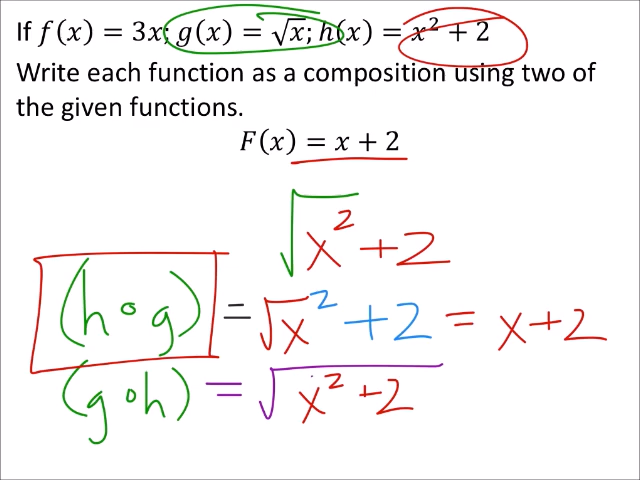 If f(x) = 3x; g(x) = √x; h(x) = x² + 2
Write each function as a composition using two of
the given functions.
F(x) = x + 2
√x² + 2
(h ∘ g) = √x² + 2 = x + 2
(g ∘ h) = √(x² + 2)